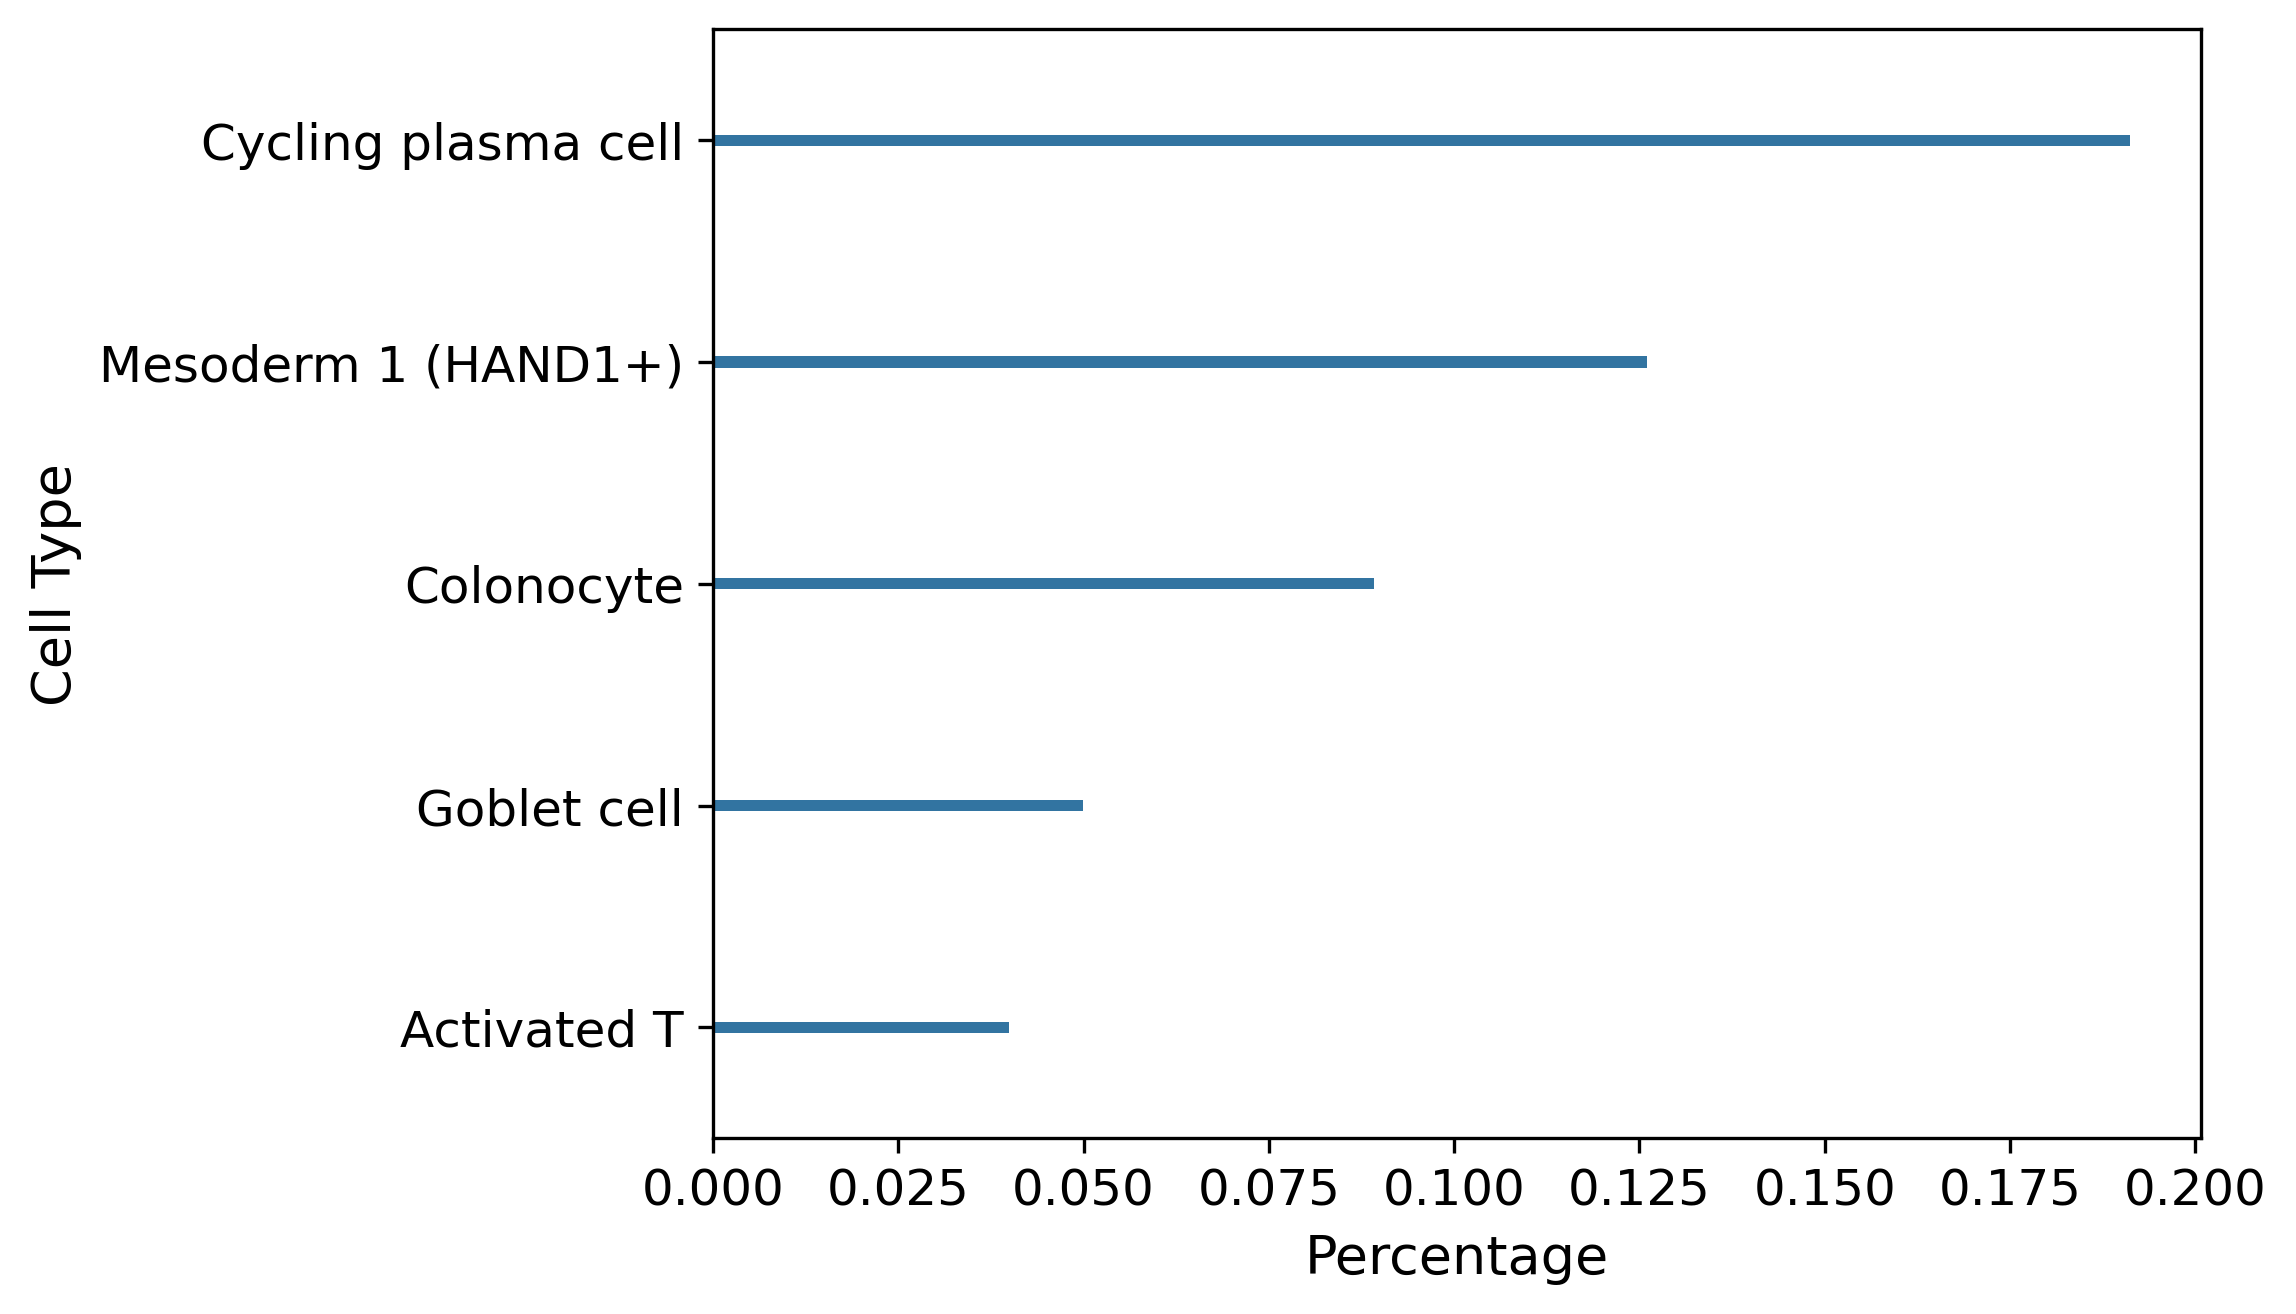 Cycling plasma cell
Mesoderm 1 (HAND1+)
Colonocyte
Goblet cell
Activated T
Cell Type
0.000 0.025 0.050 0.075 0.100 0.125 0.150 0.175 0.200
Percentage